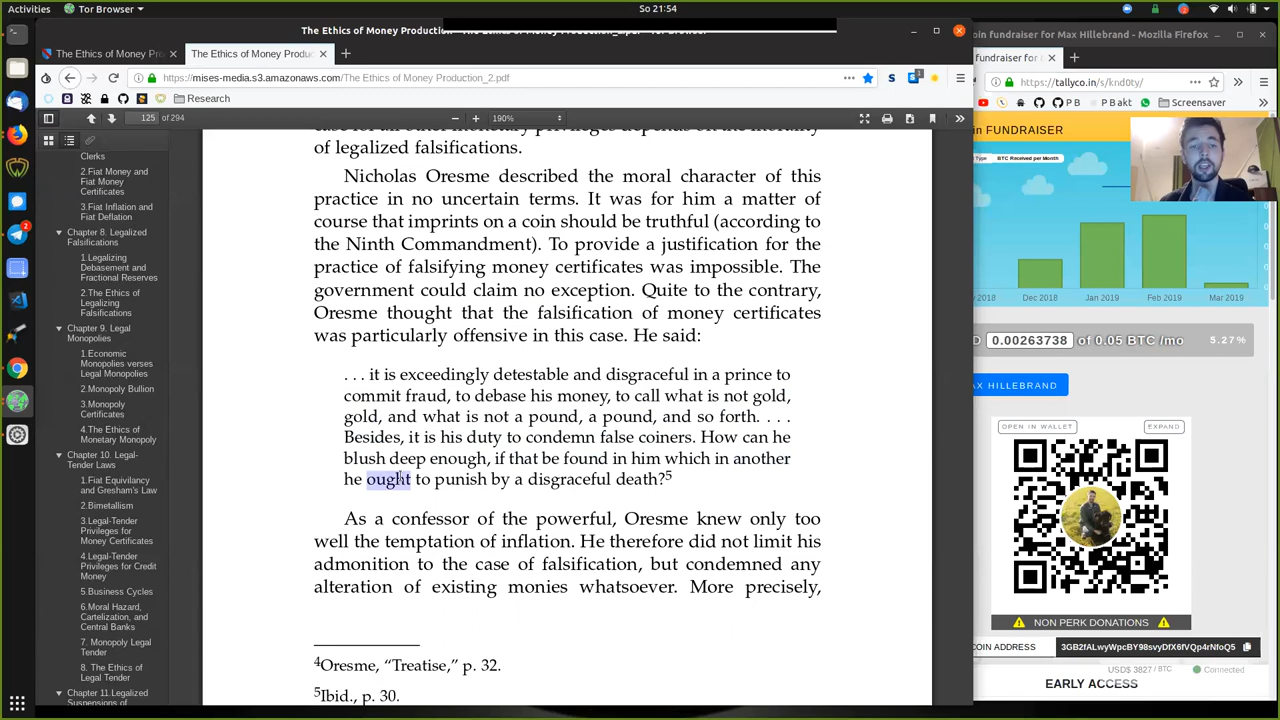 Activities
Tor Browser
So 21:54
The Ethics of Money Production
The Ethics of Money Pro
The Ethics of Money Produc
https://mises-media.s3.amazonaws.com/The Ethics of Money Production_2.pdf
Research
125 of 294
190%
Clerks
2.Fiat Money and
Fiat Money
Certificates
3.Fiat Inflation and
Fiat Deflation
Chapter 8. Legalized
Falsifications
1.Legalizing
Debasement and
Fractional Reserves
2.The Ethics of
Legalizing
Falsifications
Chapter 9. Legal
Monopolies
1.Economic
Monopolies verses
Legal Monopolies
2.Monopoly Bullion
3.Monopoly
Certificates
4.The Ethics of
Monetary Monopoly
Chapter 10. Legal-
Tender Laws
1.Fiat Equivilancy
and Gresham's Law
2.Bimetallism
3.Legal-Tender
Privileges for
Money Certificates
4.Legal-Tender
Privileges for Credit
Money
5.Business Cycles
6.Moral Hazard,
Cartelization, and
Central Banks
7. Monopoly Legal
Tender
8. The Ethics of
Legal Tender
Chapter 11.Legalized
Suspensions of
of legalized falsifications.
Nicholas Oresme described the moral character of this
practice in no uncertain terms. It was for him a matter of
course that imprints on a coin should be truthful (according to
the Ninth Commandment). To provide a justification for the
practice of falsifying money certificates was impossible. The
government could claim no exception. Quite to the contrary,
Oresme thought that the falsification of money certificates
was particularly offensive in this case. He said:
. . . it is exceedingly detestable and disgraceful in a prince to
commit fraud, to debase his money, to call what is not gold,
gold, and what is not a pound, a pound, and so forth. . . .
Besides, it is his duty to condemn false coiners. How can he
blush deep enough, if that be found in him which in another
he ought to punish by a disgraceful death?5
As a confessor of the powerful, Oresme knew only too
well the temptation of inflation. He therefore did not limit his
admonition to the case of falsification, but condemned any
alteration of existing monies whatsoever. More precisely,
4Oresme, “Treatise,” p. 32.
5Ibid., p. 30.
oin fundraiser for Max Hillebrand - Mozilla Firefox
in fundraiser for
https://tallyco.in/s/knd0ty/
P B
P B akt
Screensaver
in FUNDRAISER
Type
BTC Received per Month
2018
Dec 2018
Jan 2019
Feb 2019
Mar 2019
0.00263738 of 0.05 BTC /mo
5.27%
AX HILLEBRAND
OPEN IN WALLET
EXPAND
NON PERK DONATIONS
COIN ADDRESS
3GB2fALwyWpcBY98svyDfX6fVQp4rNfoQ5
USD$ 3827 / BTC
Connected
EARLY ACCESS